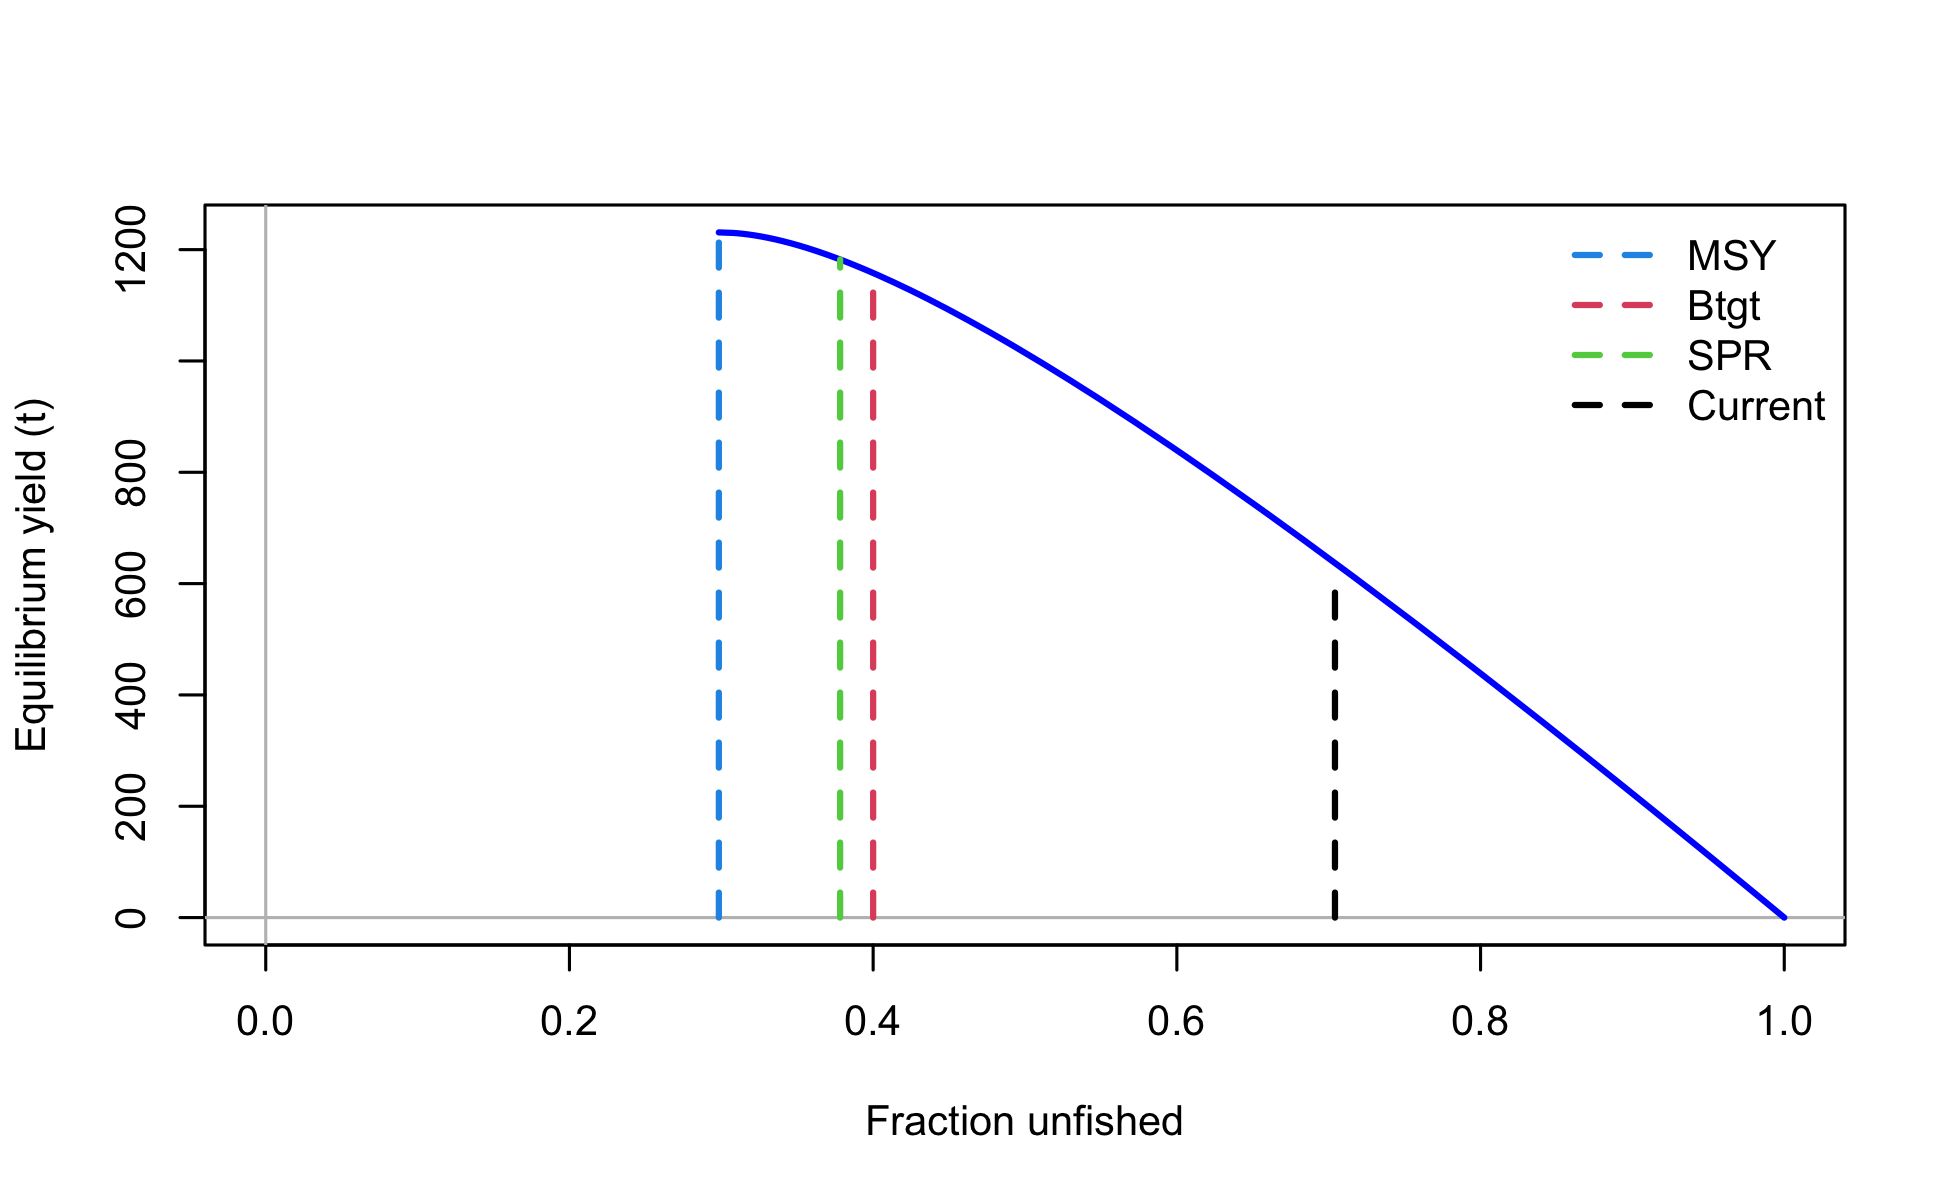 Equilibrium yield (t)
1200
800
600
400
200
0
MSY
Btgt
SPR
Current
0.0 0.2 0.4 0.6 0.8 1.0
Fraction unfished